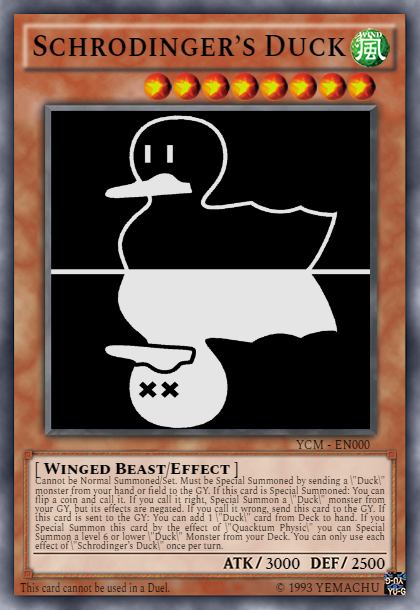 SCHRODINGER'S DUCK
WIND
風
YCM - EN000
[ WINGED BEAST/EFFECT ]
Cannot be Normal Summoned/Set. Must be Special Summoned by sending a \"Duck\"
monster from your hand or field to the GY. If this card is Special Summoned: You can
flip a coin and call it. If you call it right, Special Summon a \"Duck\" monster from
your GY, but its effects are negated. If you call it wrong, send this card to the GY. If
this card is sent to the GY: You can add 1 \"Duck\" card from Deck to hand. If you
Special Summon this card by the effect of \"Quacktum Physic\" you can Special
Summon a level 6 or lower \"Duck\" Monster from your Deck. You can only use each
effect of \"Schrodinger's Duck\" once per turn.
ATK / 3000 DEF / 2500
This card cannot be used in a Duel.
© 1993 YEMACHU